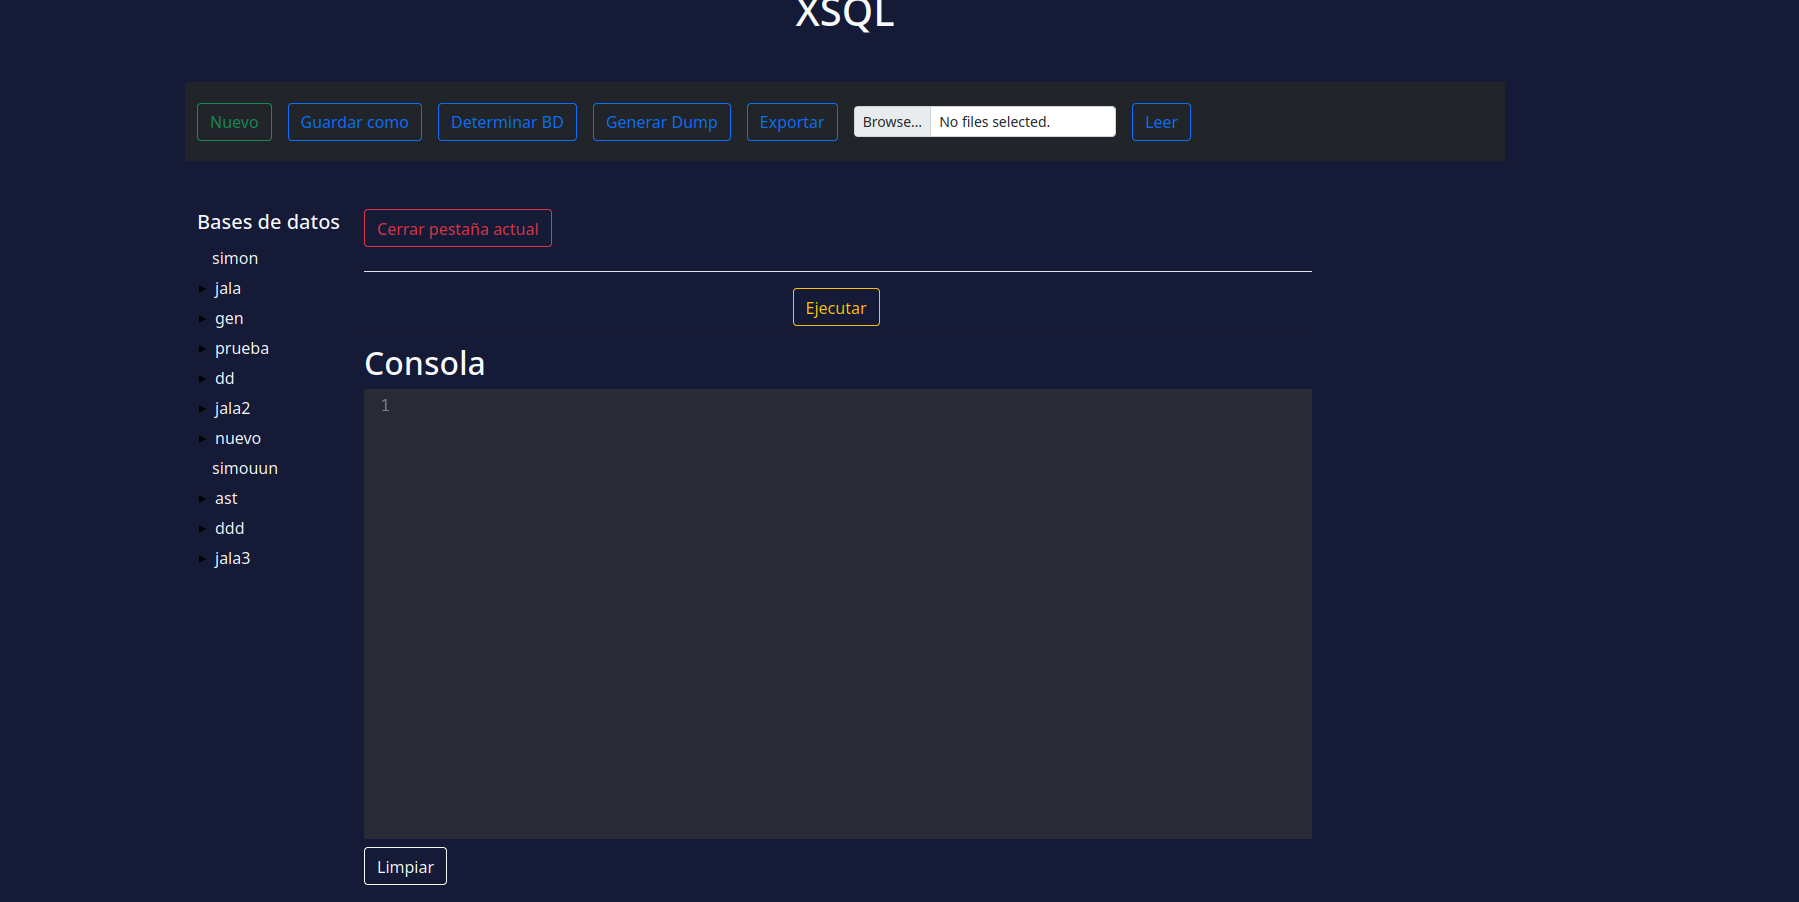 XSQL
Nuevo Guardar como Determinar BD Generar Dump Exportar Browse... No files selected. Leer
Bases de datos
simon
jala
gen
prueba
dd
jala2
nuevo
simouun
ast
ddd
jala3
Cerrar pestaña actual
Ejecutar
Consola
1
Limpiar